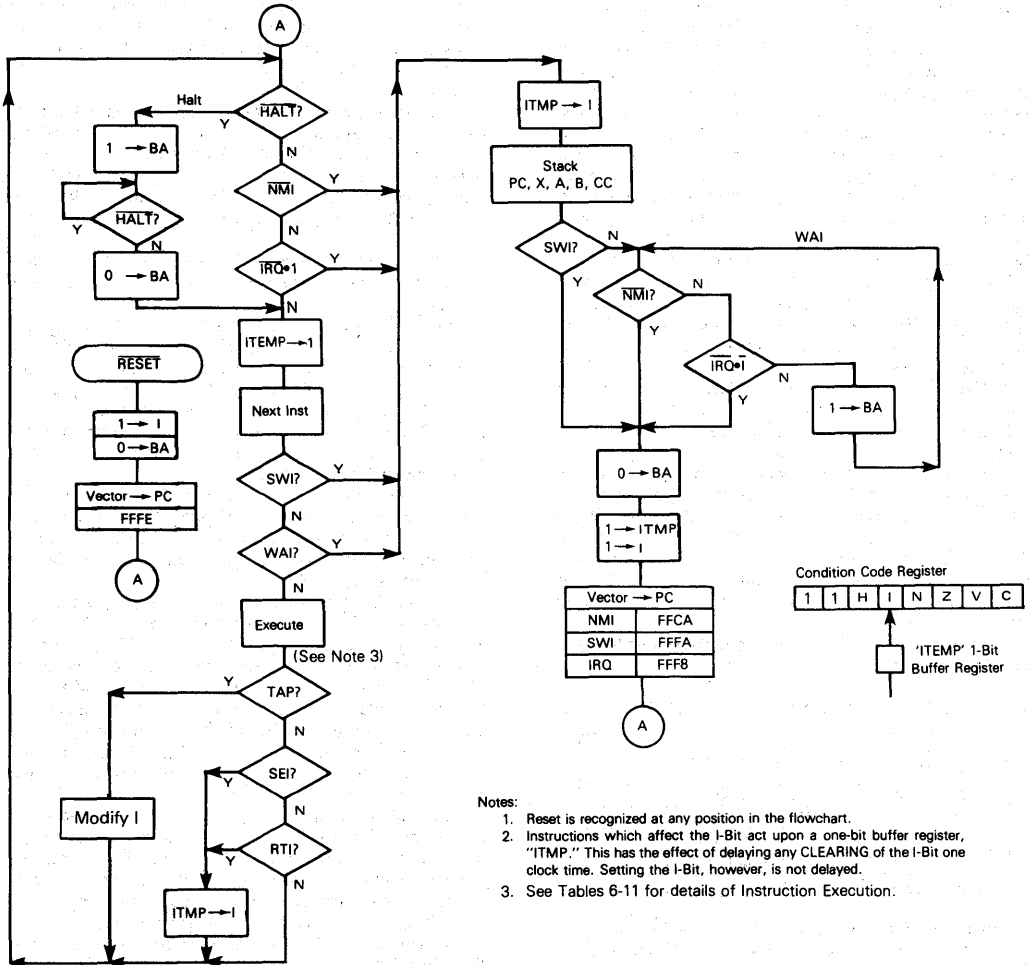 A
Halt
HALT?
Y
N
1 → BA
NMI
Y
N
HALT?
Y
N
IRQ•1
Y
N
0 → BA
ITEMP→1
RESET
1→ I
0→BA
Next Inst
Vector → PC
FFFE
SWI?
Y
N
A
WAI?
Y
N
Execute
(See Note 3)
TAP?
Y
N
SEI?
Y
N
Modify I
RTI?
Y
N
ITMP→I
ITMP → I
Stack
PC, X, A, B, CC
SWI?
N
Y
WAI
NMI?
N
Y
IRQ•I
N
Y
1 → BA
0 → BA
1→ITMP
1→I
Vector → PC
NMI FFCA
SWI FFFA
IRQ FFF8
A
Condition Code Register
1 1 H I N Z V C
'ITEMP' 1-Bit
Buffer Register
Notes:
1. Reset is recognized at any position in the flowchart.
2. Instructions which affect the I-Bit act upon a one-bit buffer register,
"ITMP." This has the effect of delaying any CLEARING of the I-Bit one
clock time. Setting the I-Bit, however, is not delayed.
3. See Tables 6-11 for details of Instruction Execution.